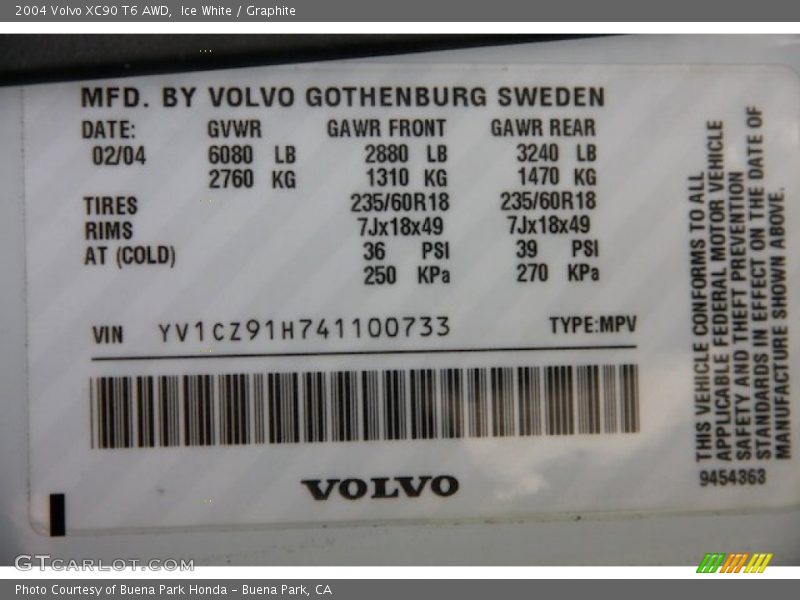 2004 Volvo XC90 T6 AWD, Ice White / Graphite
MFD. BY VOLVO GOTHENBURG SWEDEN
DATE: GVWR GAWR FRONT GAWR REAR
02/04 6080 LB 2880 LB 3240 LB
2760 KG 1310 KG 1470 KG
TIRES 235/60R18 235/60R18
RIMS 7Jx18x49 7Jx18x49
AT (COLD) 36 PSI 39 PSI
250 KPa 270 KPa
VIN YV1CZ91H741100733 TYPE:MPV
VOLVO
THIS VEHICLE CONFORMS TO ALL
APPLICABLE FEDERAL MOTOR VEHICLE
SAFETY AND THEFT PREVENTION
STANDARDS IN EFFECT ON THE DATE OF
MANUFACTURE SHOWN ABOVE.
9454363
GTCARLOT.COM
Photo Courtesy of Buena Park Honda - Buena Park, CA